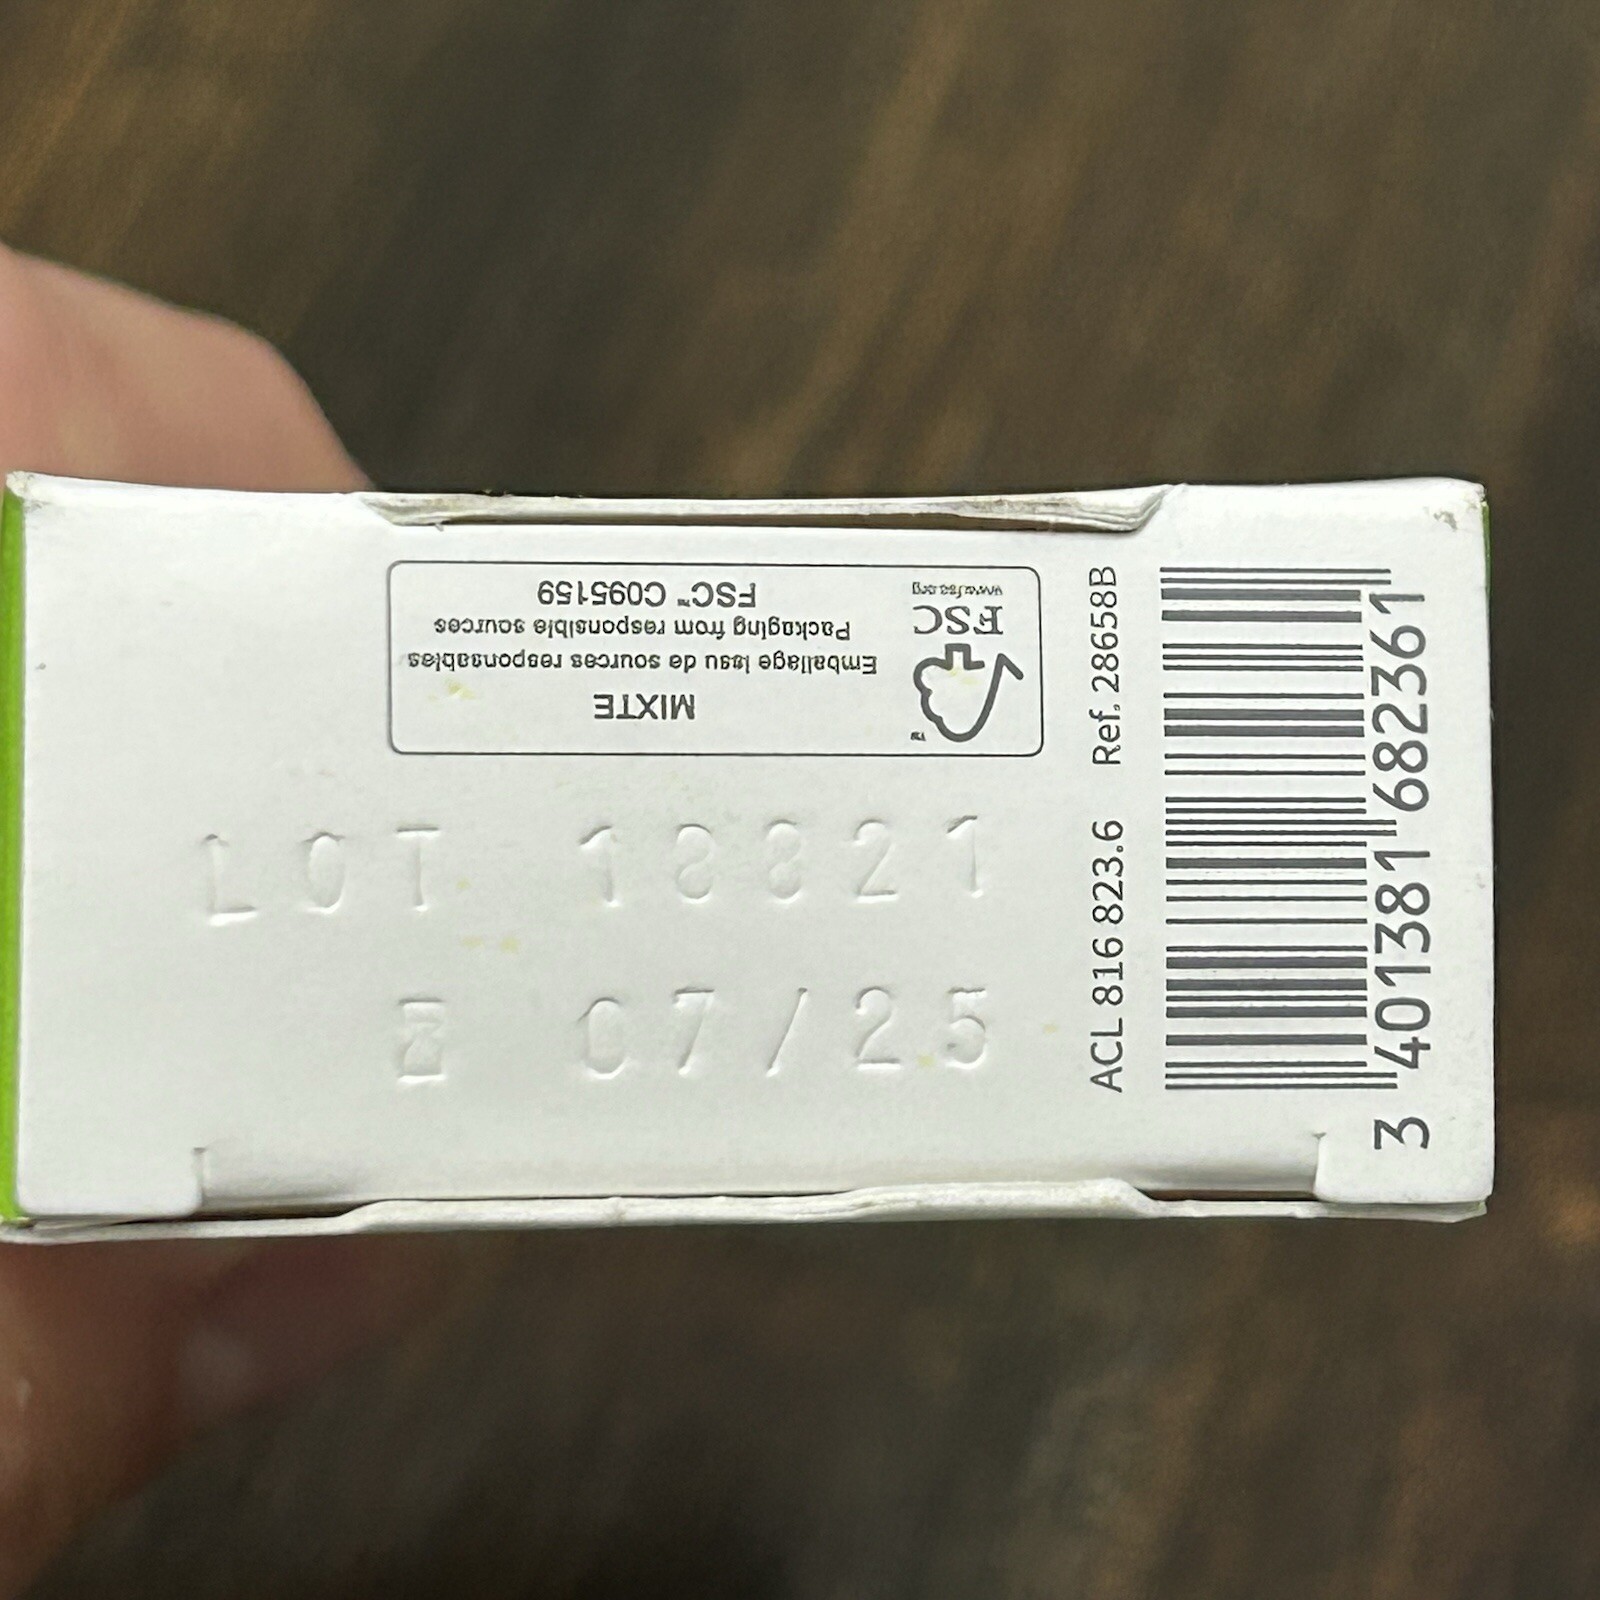 MIXTE
Emballage issu de sources responsables
Packaging from responsible sources
FSC™ C095159
™
FSC
www.fsc.org
LOT 18821
07/25
ACL 816 823.6
Ref. 28658B
3 401381 682361